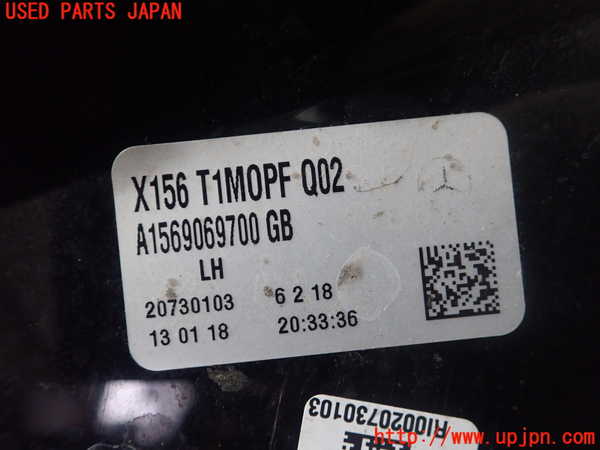 USED PARTS JAPAN
X156 T1MOPF Q02
A1569069700 GB
LH
20730103 6 2 18
13 01 18 20:33:36
RI0020730103
http://www.upjpn.com